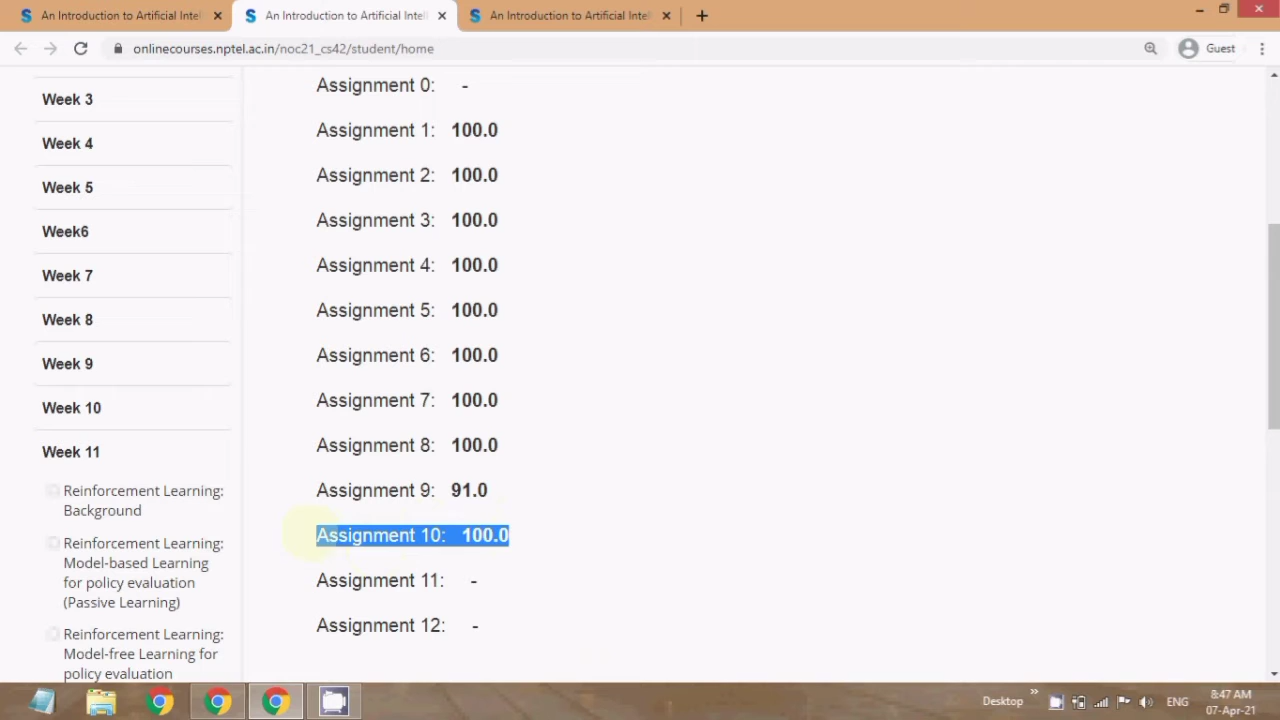 An Introduction to Artificial Intel
An Introduction to Artificial Intel
An Introduction to Artificial Intel
onlinecourses.nptel.ac.in/noc21_cs42/student/home
Guest
Week 3
Week 4
Week 5
Week6
Week 7
Week 8
Week 9
Week 10
Week 11
Reinforcement Learning:
Background
Reinforcement Learning:
Model-based Learning
for policy evaluation
(Passive Learning)
Reinforcement Learning:
Model-free Learning for
policy evaluation
Assignment 0: -
Assignment 1: 100.0
Assignment 2: 100.0
Assignment 3: 100.0
Assignment 4: 100.0
Assignment 5: 100.0
Assignment 6: 100.0
Assignment 7: 100.0
Assignment 8: 100.0
Assignment 9: 91.0
Assignment 10: 100.0
Assignment 11: -
Assignment 12: -
Desktop
ENG
8:47 AM
07-Apr-21